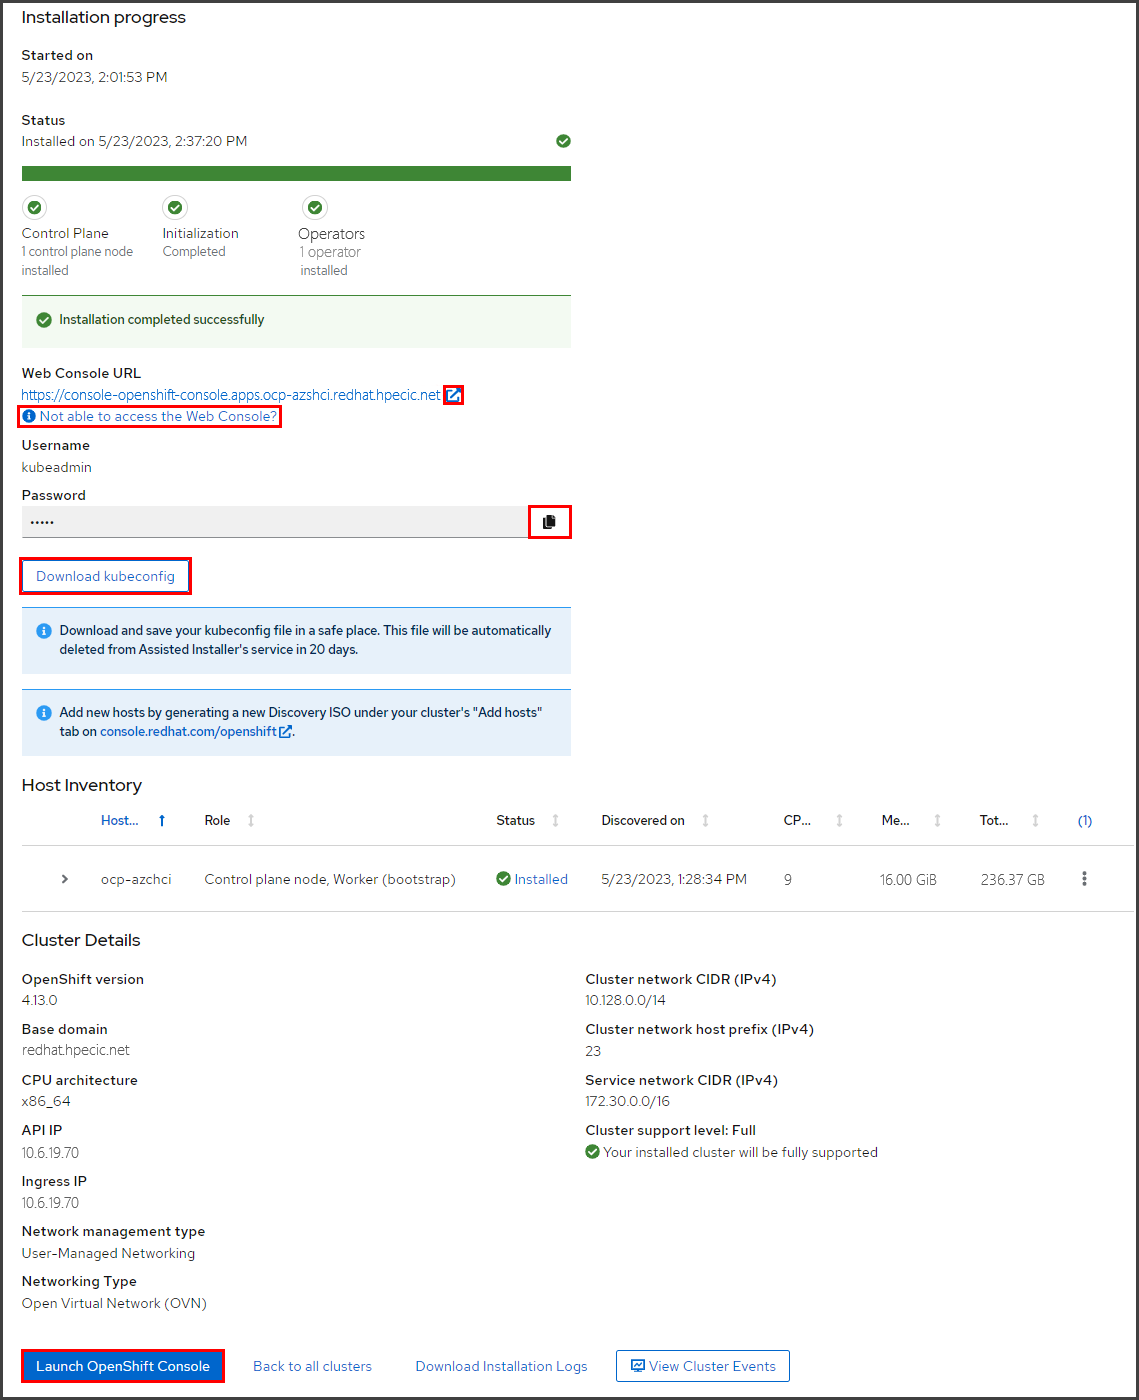 Installation progress
Started on
5/23/2023, 2:01:53 PM
Status
Installed on 5/23/2023, 2:37:20 PM
Control Plane
1 control plane node
installed
Initialization
Completed
Operators
1 operator
installed
Installation completed successfully
Web Console URL
https://console-openshift-console.apps.ocp-azshci.redhat.hpecic.net
Not able to access the Web Console?
Username
kubeadmin
Password
•••••
Download kubeconfig
Download and save your kubeconfig file in a safe place. This file will be automatically
deleted from Assisted Installer's service in 20 days.
Add new hosts by generating a new Discovery ISO under your cluster's "Add hosts"
tab on console.redhat.com/openshift.
Host Inventory
Host... Role Status Discovered on CP... Me... Tot... (1)
ocp-azchci Control plane node, Worker (bootstrap) Installed 5/23/2023, 1:28:34 PM 9 16.00 GiB 236.37 GB
Cluster Details
OpenShift version
4.13.0
Base domain
redhat.hpecic.net
CPU architecture
x86_64
API IP
10.6.19.70
Ingress IP
10.6.19.70
Network management type
User-Managed Networking
Networking Type
Open Virtual Network (OVN)
Cluster network CIDR (IPv4)
10.128.0.0/14
Cluster network host prefix (IPv4)
23
Service network CIDR (IPv4)
172.30.0.0/16
Cluster support level: Full
Your installed cluster will be fully supported
Launch OpenShift Console Back to all clusters Download Installation Logs View Cluster Events